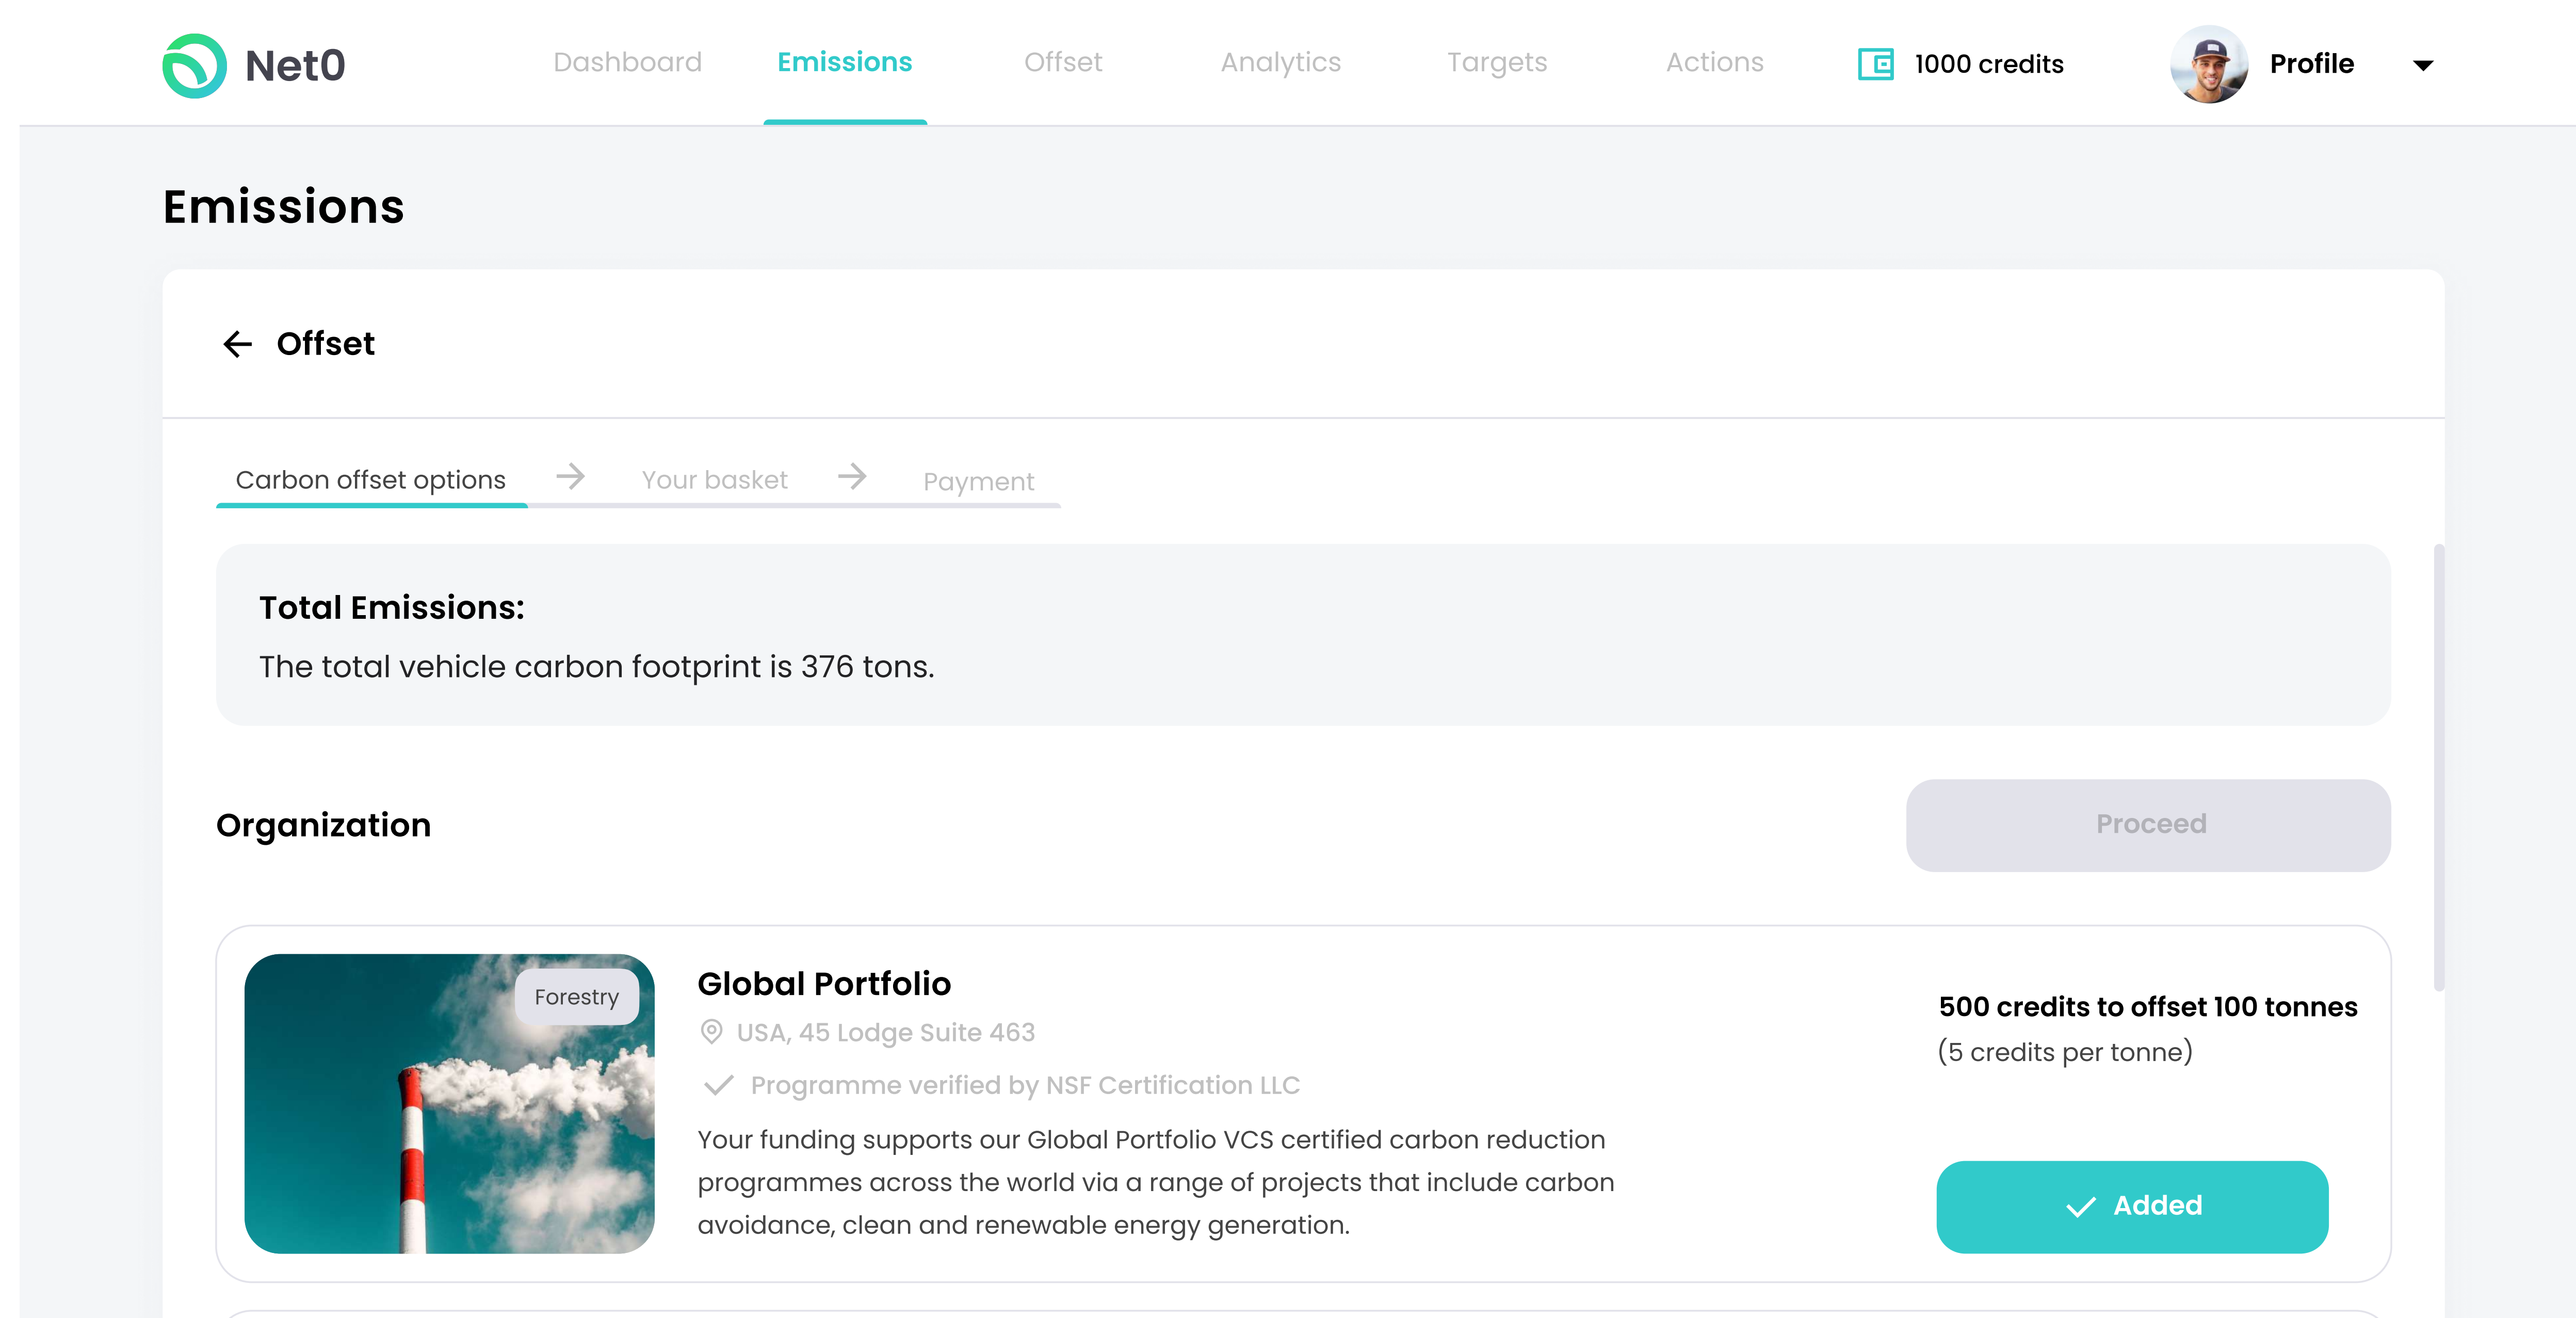 Net0
Dashboard
Emissions
Offset
Analytics
Targets
Actions
1000 credits
Profile
Emissions
Offset
Carbon offset options
Your basket
Payment
Total Emissions:
The total vehicle carbon footprint is 376 tons.
Organization
Proceed
Forestry
Global Portfolio
USA, 45 Lodge Suite 463
Programme verified by NSF Certification LLC
Your funding supports our Global Portfolio VCS certified carbon reduction
programmes across the world via a range of projects that include carbon
avoidance, clean and renewable energy generation.
500 credits to offset 100 tonnes
(5 credits per tonne)
Added